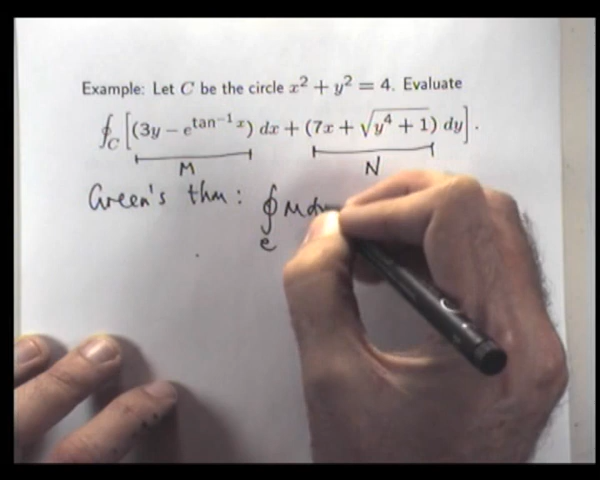 Example: Let C be the circle x² + y² = 4. Evaluate
∮_C [(3y − e^{tan⁻¹ x}) dx + (7x + √(y⁴ + 1)) dy].
M N
Green's thm : ∮_C M dx